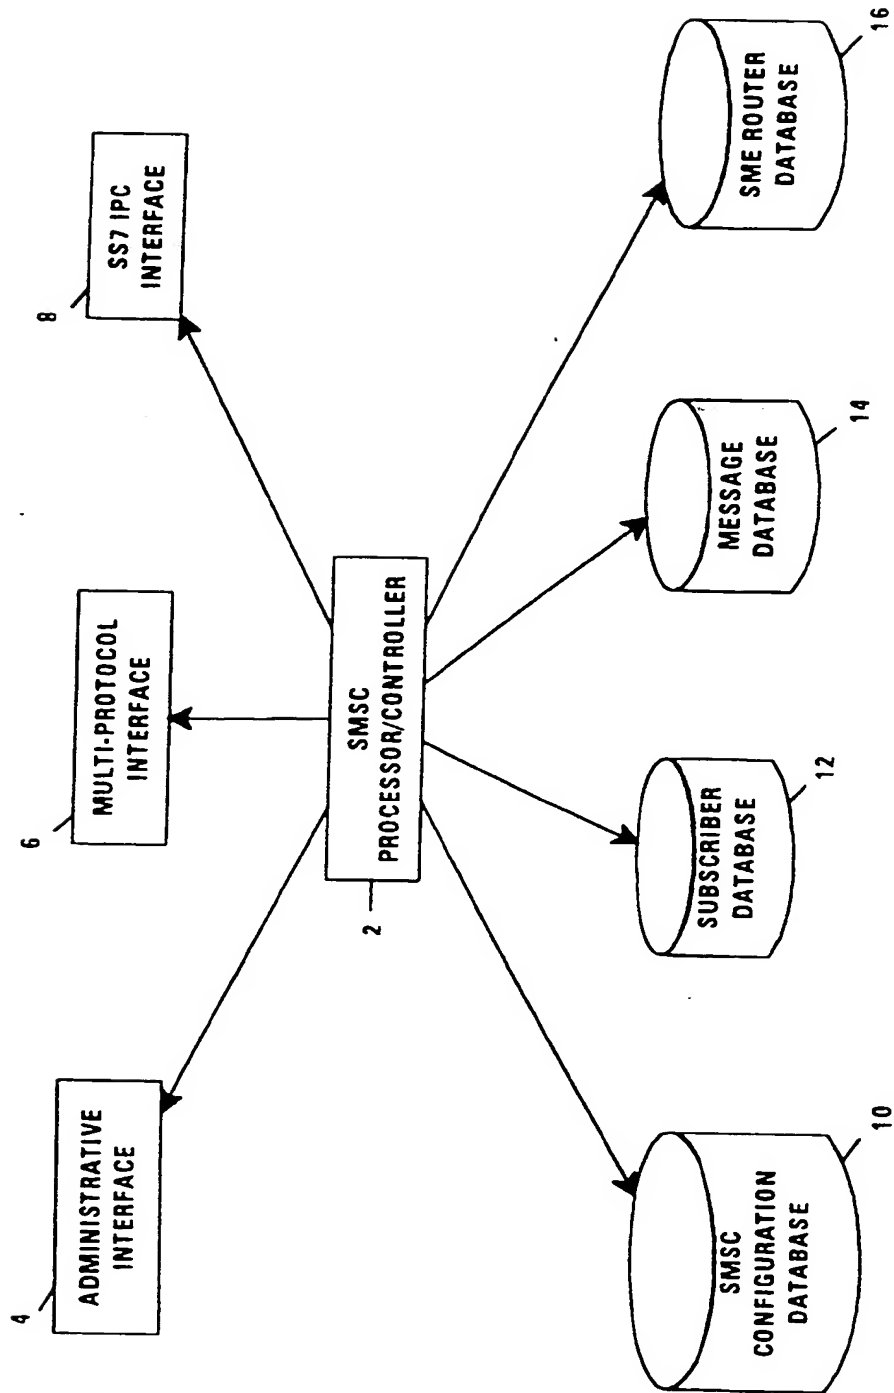 4
ADMINISTRATIVE
INTERFACE
6
MULTI-PROTOCOL
INTERFACE
8
SS7 IPC
INTERFACE
SMSC
PROCESSOR/CONTROLLER
2
SMSC
CONFIGURATION
DATABASE
10
SUBSCRIBER
DATABASE
12
MESSAGE
DATABASE
14
SME ROUTER
DATABASE
16